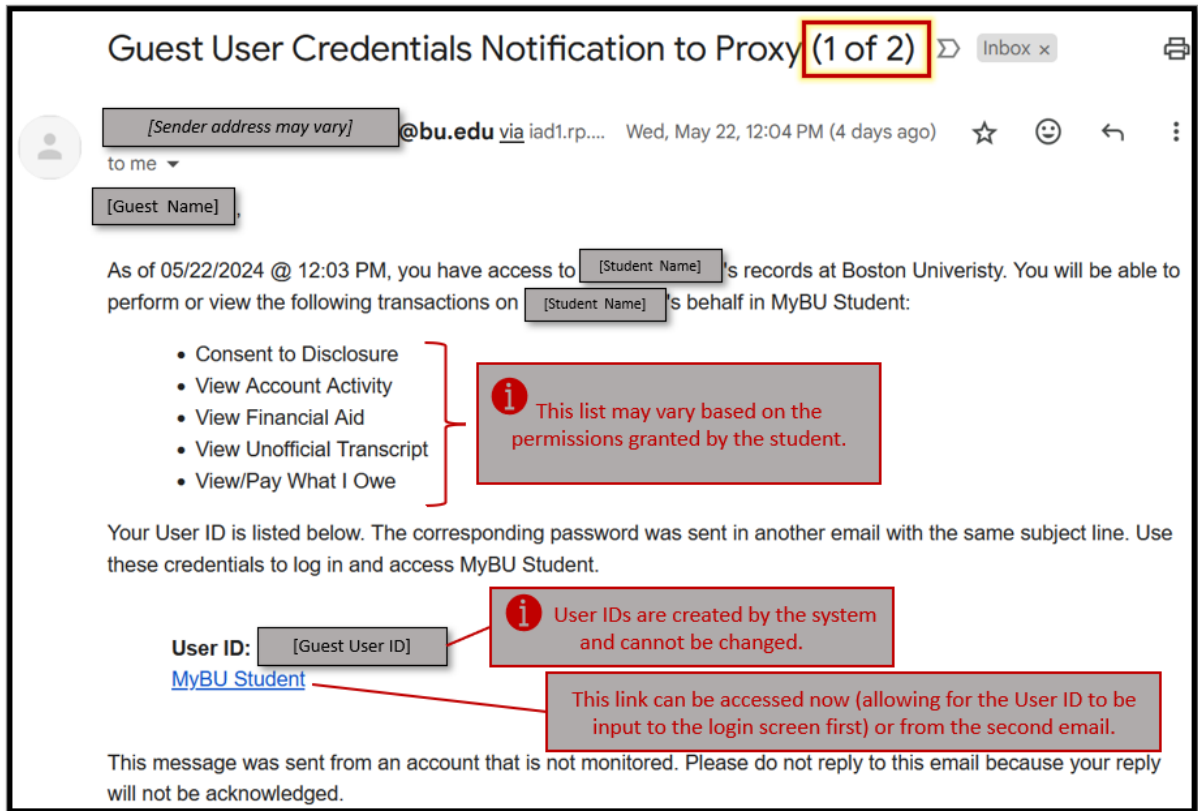 Guest User Credentials Notification to Proxy (1 of 2) Inbox x
[Sender address may vary] @bu.edu via iad1.rp.... Wed, May 22, 12:04 PM (4 days ago)
to me
[Guest Name] ,
As of 05/22/2024 @ 12:03 PM, you have access to [Student Name] 's records at Boston Univeristy. You will be able to
perform or view the following transactions on [Student Name] 's behalf in MyBU Student:
• Consent to Disclosure
• View Account Activity
• View Financial Aid
• View Unofficial Transcript
• View/Pay What I Owe
i This list may vary based on the
permissions granted by the student.
Your User ID is listed below. The corresponding password was sent in another email with the same subject line. Use
these credentials to log in and access MyBU Student.
i User IDs are created by the system
and cannot be changed.
User ID: [Guest User ID]
MyBU Student
This link can be accessed now (allowing for the User ID to be
input to the login screen first) or from the second email.
This message was sent from an account that is not monitored. Please do not reply to this email because your reply
will not be acknowledged.